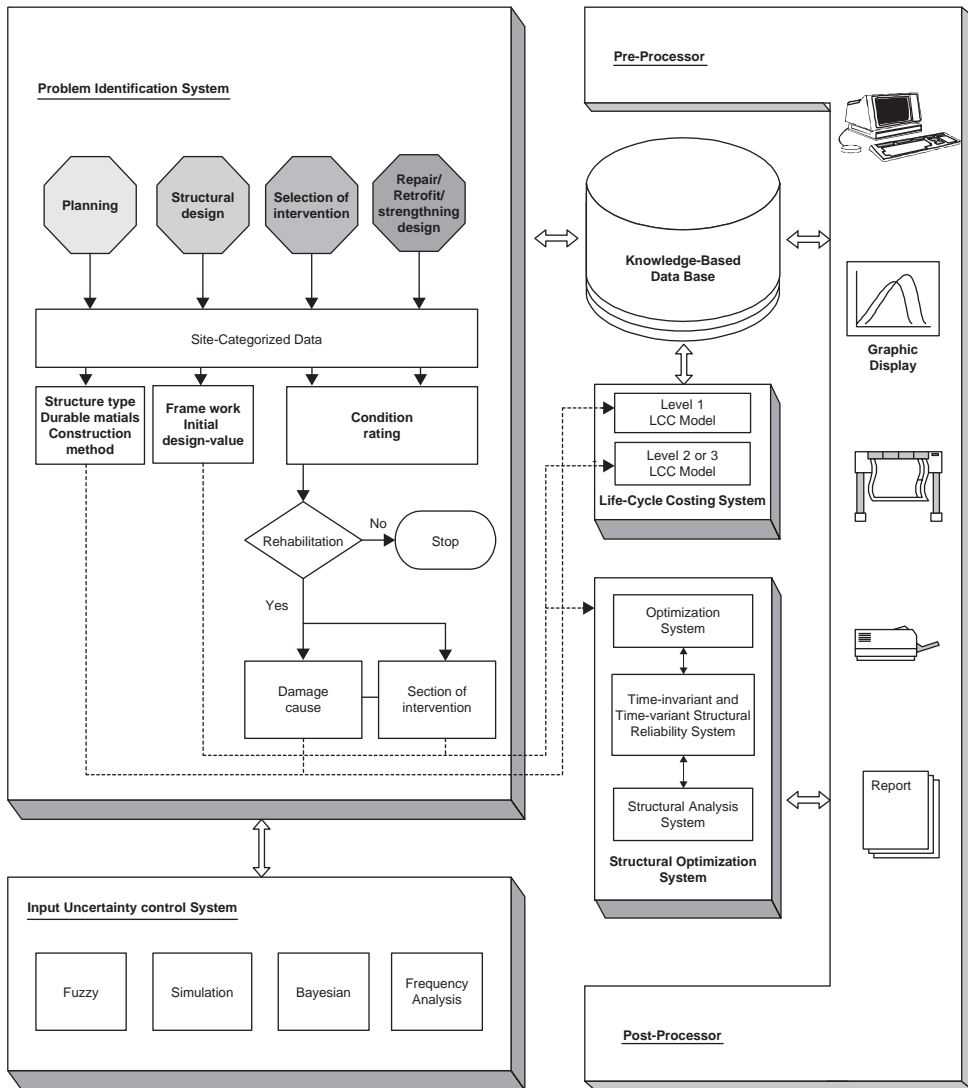 Problem Identification System
Planning
Structural
design
Selection of
intervention
Repair/
Retrofit/
strengthning
design
Site-Categorized Data
Structure type
Durable matials
Construction
method
Frame work
Initial
design-value
Condition
rating
Rehabilitation
No
Stop
Yes
Damage
cause
Section of
intervention
Input Uncertainty control System
Fuzzy
Simulation
Bayesian
Frequency
Analysis
Pre-Processor
Knowledge-Based
Data Base
Level 1
LCC Model
Level 2 or 3
LCC Model
Life-Cycle Costing System
Optimization
System
Time-invariant and
Time-variant Structural
Reliability System
Structural Analysis
System
Structural Optimization
System
Graphic
Display
Report
Post-Processor